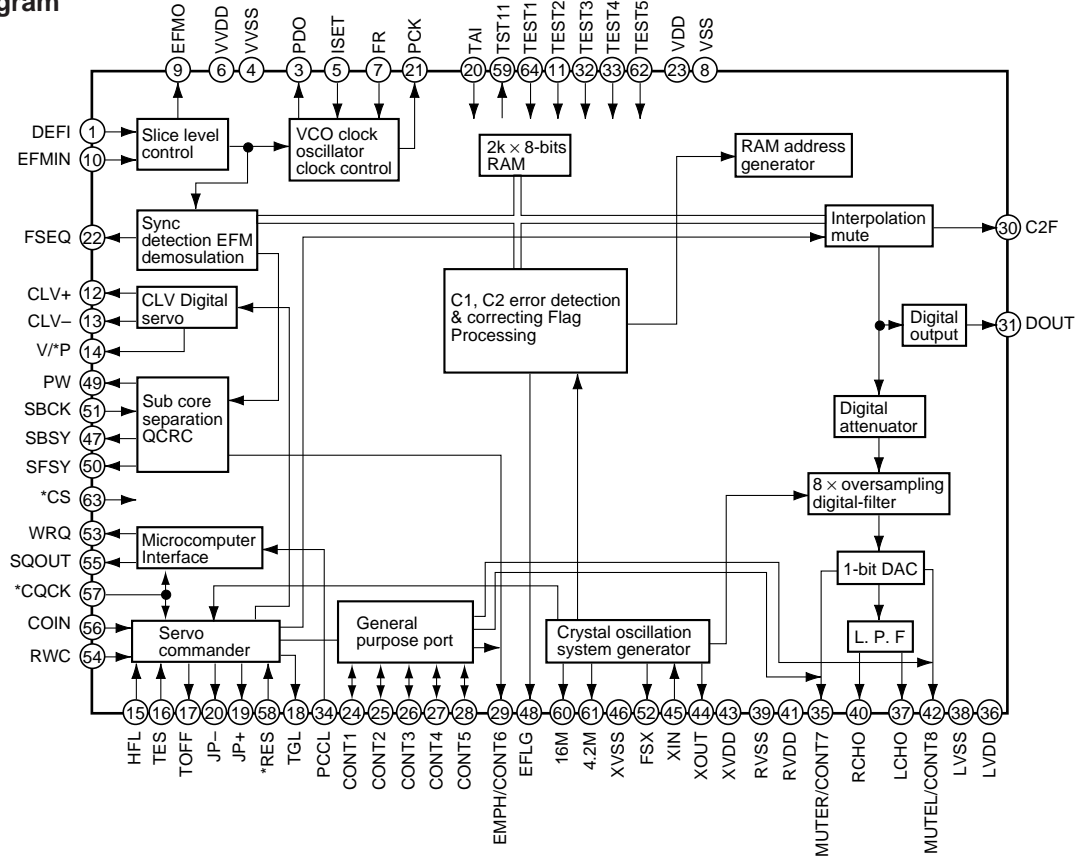 gram
EFMO
VVDD
VVSS
PDO
ISET
FR
PCK
TAI
TST11
TEST1
TEST2
TEST3
TEST4
TEST5
VDD
VSS
9
6
4
3
5
7
21
20
59
64
11
32
33
62
23
8
DEFI 1
EFMIN 10
Slice level
control
VCO clock
oscillator
clock control
2k × 8-bits
RAM
RAM address
generator
FSEQ 22
Sync
detection EFM
demosulation
Interpolation
mute
30 C2F
CLV+ 12
CLV– 13
V/*P 14
CLV Digital
servo
C1, C2 error detection
& correcting Flag
Processing
Digital
output
31 DOUT
PW 49
SBCK 51
SBSY 47
SFSY 50
Sub core
separation
QCRC
Digital
attenuator
*CS 63
8 × oversampling
digital-filter
WRQ 53
SQOUT 55
Microcomputer
Interface
1-bit DAC
*CQCK 57
COIN 56
RWC 54
Servo
commander
General
purpose port
Crystal oscillation
system generator
L. P. F
15
16
17
20
19
58
18
34
24
25
26
27
28
29
48
60
61
46
52
45
44
43
39
41
35
40
37
42
38
36
HFL
TES
TOFF
JP–
JP+
*RES
TGL
PCCL
CONT1
CONT2
CONT3
CONT4
CONT5
EMPH/CONT6
EFLG
16M
4.2M
XVSS
FSX
XIN
XOUT
XVDD
RVSS
RVDD
MUTER/CONT7
RCHO
LCHO
MUTEL/CONT8
LVSS
LVDD